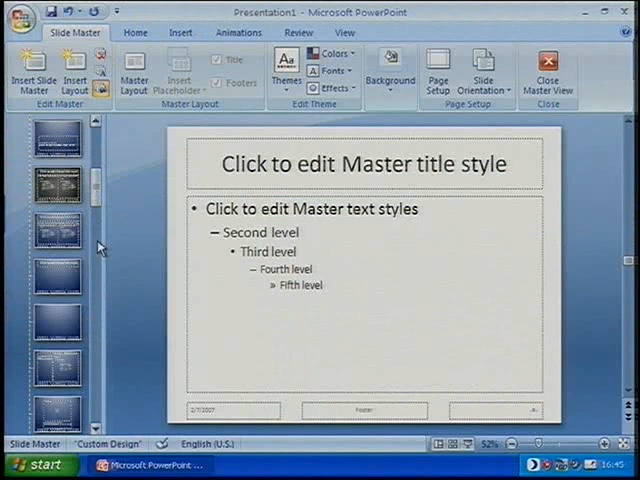 Presentation1 - Microsoft PowerPoint
Slide Master
Home
Insert
Animations
Review
View
Insert Slide Master
Insert Layout
Edit Master
Master Layout
Insert Placeholder
Title
Footers
Master Layout
Themes
Colors
Fonts
Effects
Edit Theme
Background
Page Setup
Slide Orientation
Page Setup
Close Master View
Close
Click to edit Master title style
• Click to edit Master text styles
– Second level
• Third level
– Fourth level
» Fifth level
2/7/2007
Footer
Slide Master
"Custom Design"
English (U.S.)
52%
start
Microsoft PowerPoint ...
16:45